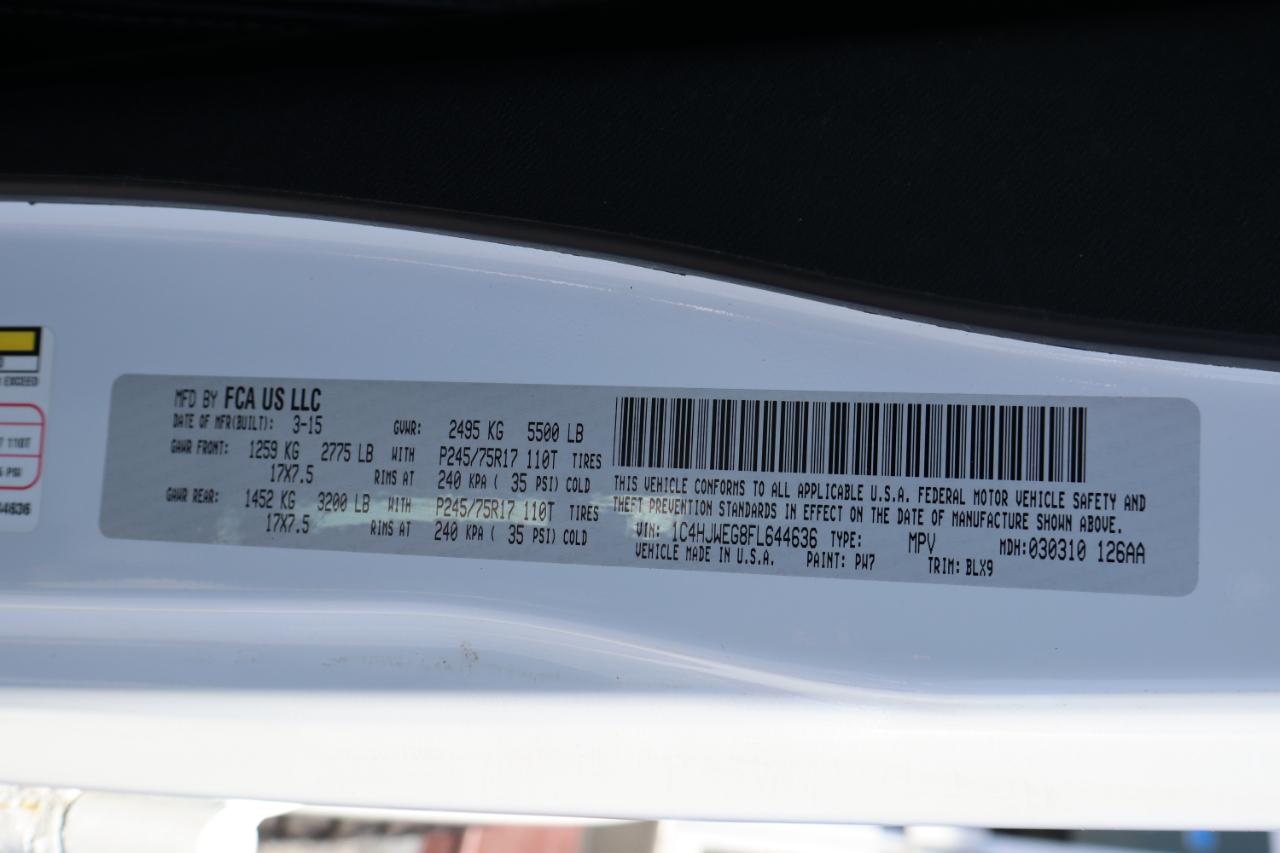 EXCEED
110T
PSI
44636
MFD BY FCA US LLC
DATE OF MFR(BUILT): 3-15 GVWR: 2495 KG 5500 LB
GAWR FRONT: 1259 KG 2775 LB WITH P245/75R17 110T TIRES
17X7.5 RIMS AT 240 KPA ( 35 PSI) COLD
GAWR REAR: 1452 KG 3200 LB WITH P245/75R17 110T TIRES
17X7.5 RIMS AT 240 KPA ( 35 PSI) COLD
THIS VEHICLE CONFORMS TO ALL APPLICABLE U.S.A. FEDERAL MOTOR VEHICLE SAFETY AND
THEFT PREVENTION STANDARDS IN EFFECT ON THE DATE OF MANUFACTURE SHOWN ABOVE.
VIN: 1C4HJWEG8FL644636 TYPE: MPV MDH:030310 126AA
VEHICLE MADE IN U.S.A. PAINT: PW7 TRIM: BLX9